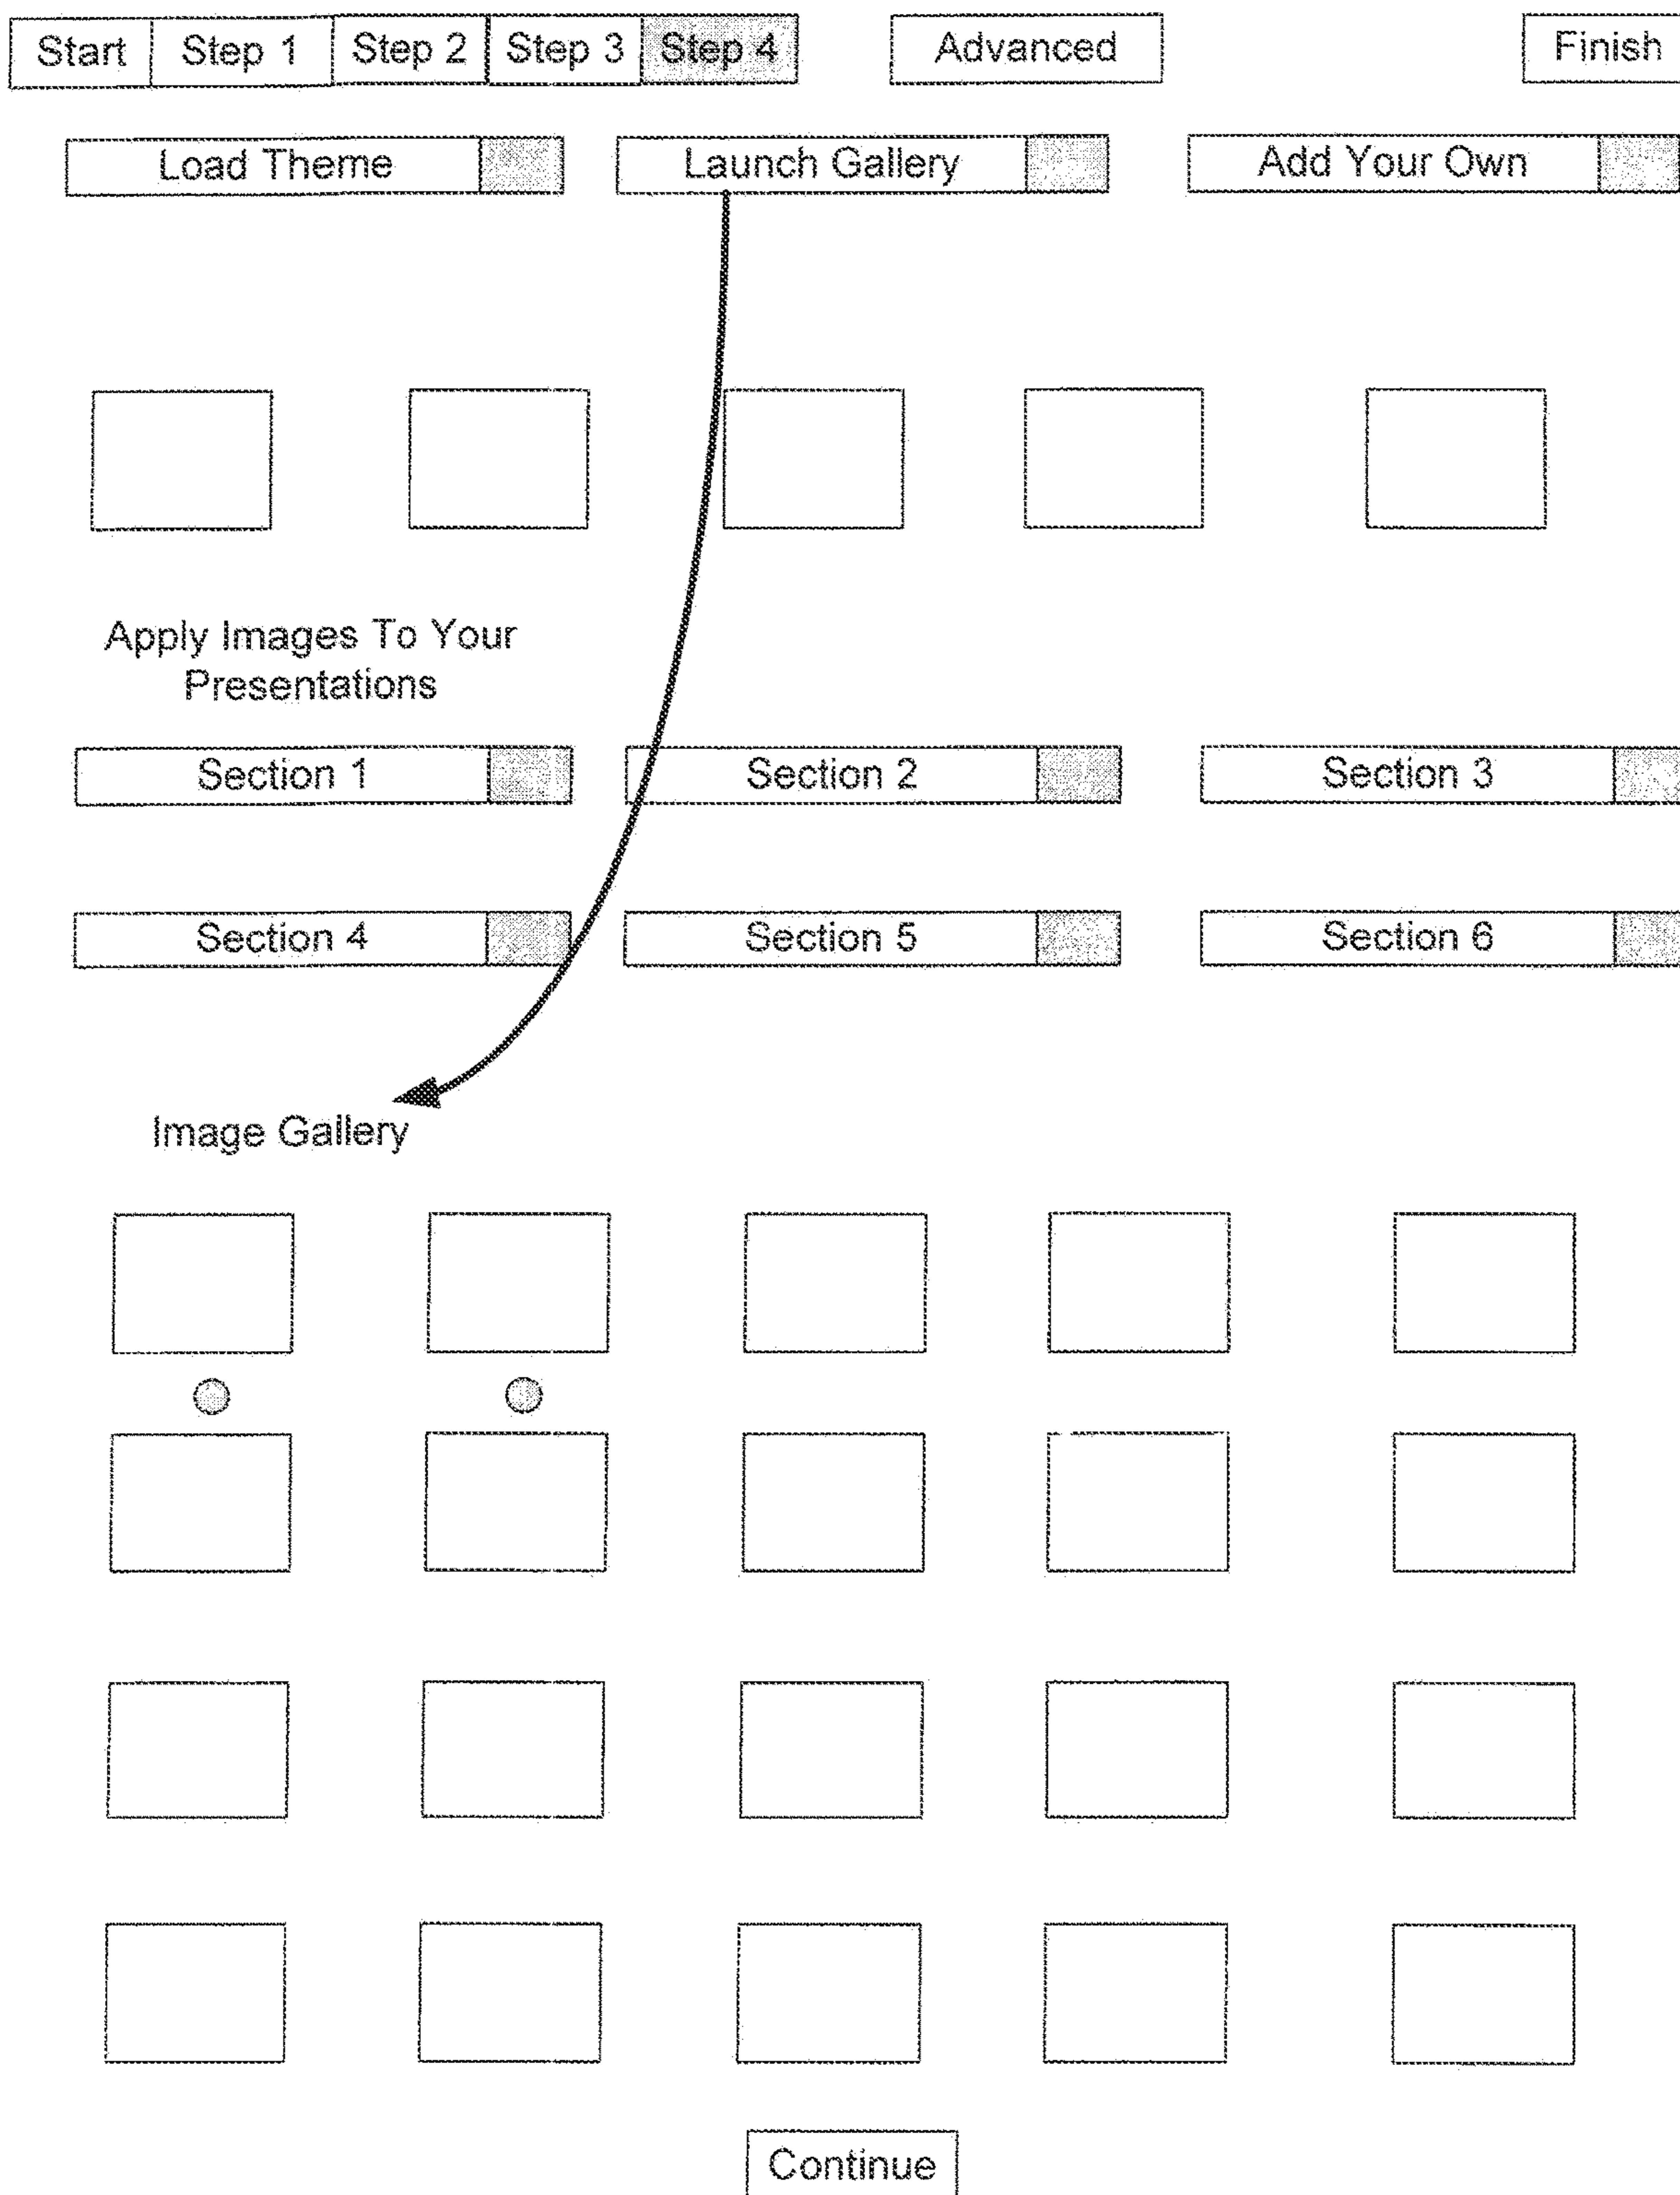 Start Step 1 Step 2 Step 3 Step 4 Advanced Finish
Load Theme Launch Gallery Add Your Own
Apply Images To Your
Presentations
Section 1 Section 2 Section 3
Section 4 Section 5 Section 6
Image Gallery
Continue